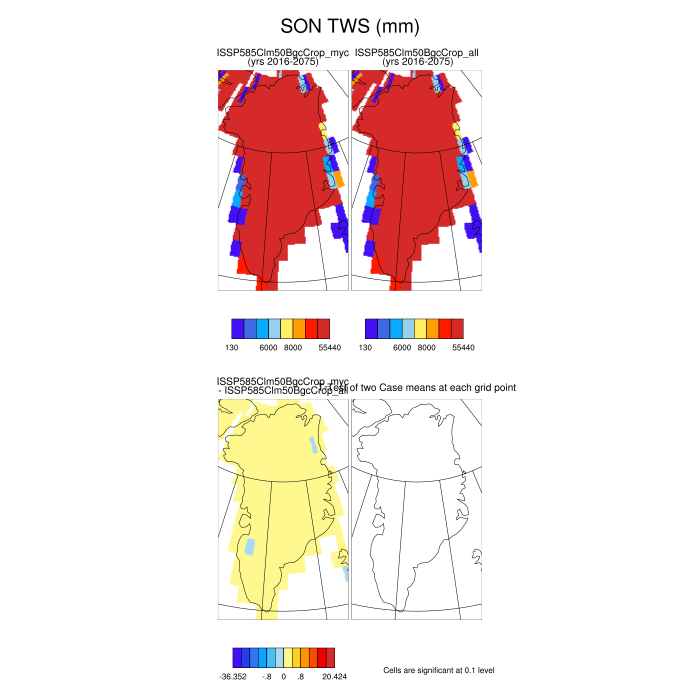 SON TWS (mm)
ISSP585Clm50BgcCrop_myc
(yrs 2016-2075)
ISSP585Clm50BgcCrop_all
(yrs 2016-2075)
130 6000 8000 55440
130 6000 8000 55440
ISSP585Clm50BgcCrop_myc
- ISSP585Clm50BgcCrop_all
of two Case means at each grid point
-36.352 -.8 0 .8 20.424
Cells are significant at 0.1 level